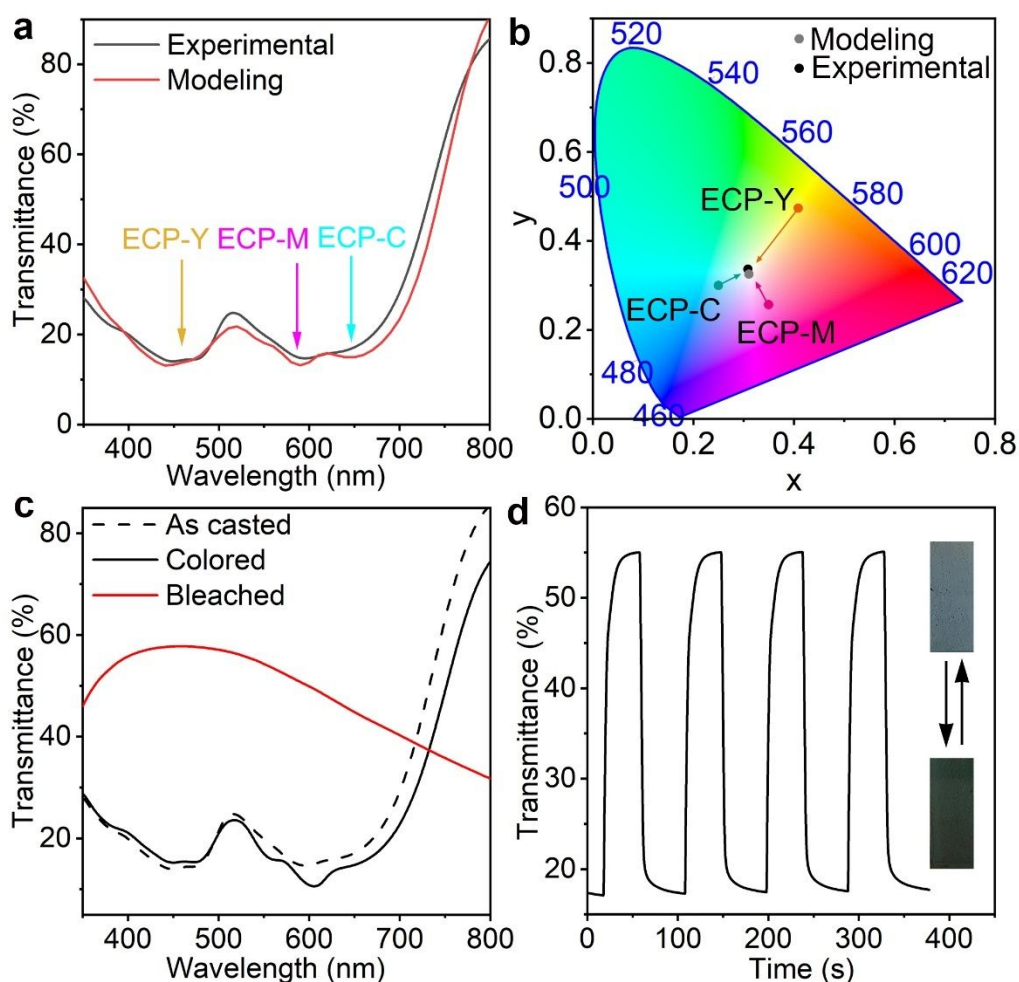 a
Experimental
Modeling
ECP-Y
ECP-M
ECP-C
80
60
40
20
0
Transmittance (%)
400
500
600
700
800
Wavelength (nm)
b
Modeling
Experimental
520
540
560
580
600
620
500
480
460
ECP-Y
ECP-C
ECP-M
0.8
0.6
0.4
0.2
0.0
y
0.0
0.2
0.4
0.6
0.8
x
c
As casted
Colored
Bleached
80
60
40
20
Transmittance (%)
400
500
600
700
800
Wavelength (nm)
d
60
50
40
30
20
Transmittance (%)
0
100
200
300
400
Time (s)